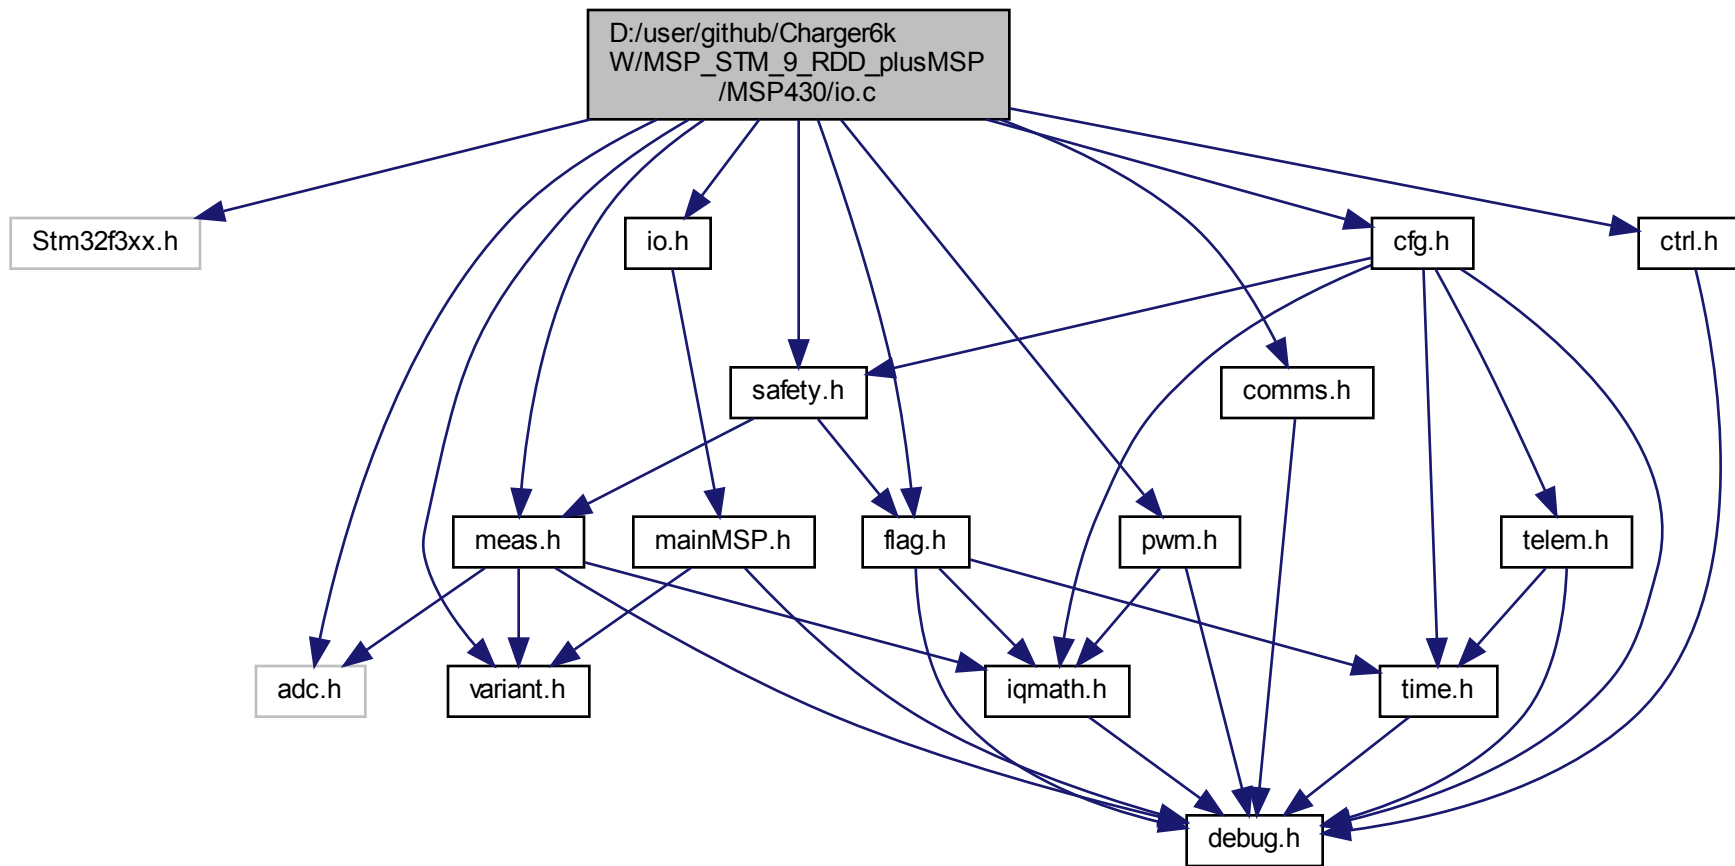 D:/user/github/Charger6k
W/MSP_STM_9_RDD_plusMSP
/MSP430/io.c
Stm32f3xx.h
io.h
cfg.h
ctrl.h
safety.h
comms.h
meas.h
mainMSP.h
flag.h
pwm.h
telem.h
adc.h
variant.h
iqmath.h
time.h
debug.h